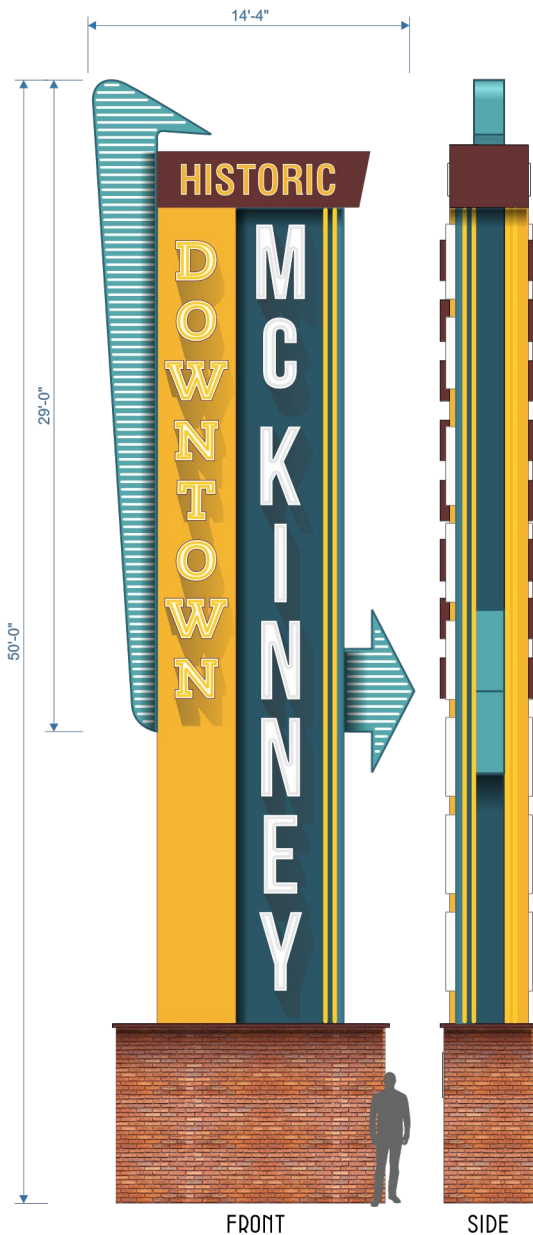 14'-4"
HISTORIC
DOWNTOWN
MCKINNEY
29'-0"
50'-0"
FRONT
SIDE